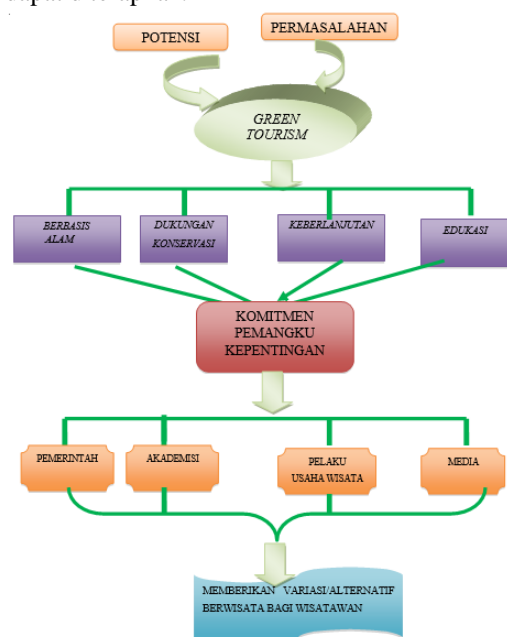 POTENSI
PERMASALAHAN
GREEN
TOURISM
BERBASIS
ALAM
DUKUNGAN
KONSERVASI
KEBERLANJUTAN
EDUKASI
KOMITMEN
PEMANGKU
KEPENTINGAN
PEMERINTAH
AKADEMISI
PELAKU
USAHA WISATA
MEDIA
MEMBERIKAN VARIASI/ALTERNATIF
BERWISATA BAGI WISATAWAN